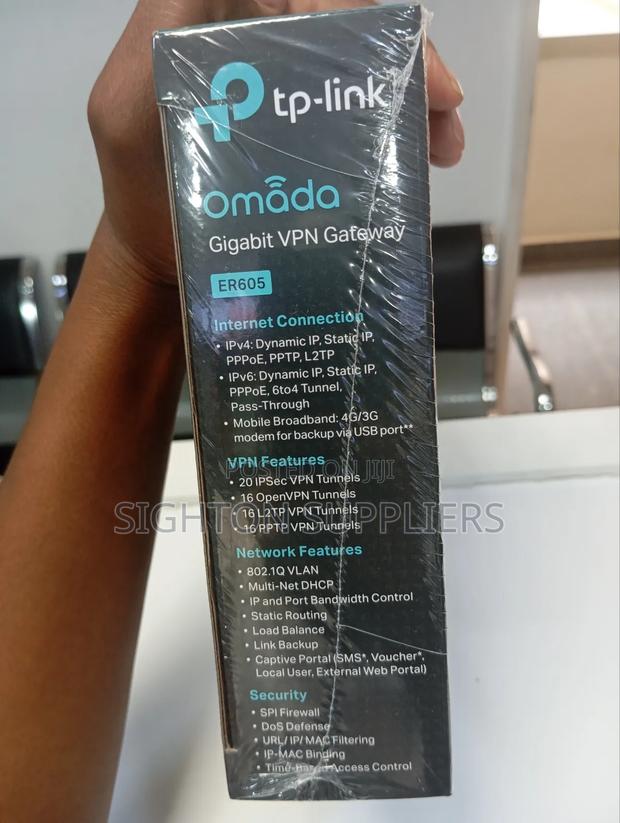 tp-link
omada
Gigabit VPN Gateway
ER605
Internet Connection
• IPv4: Dynamic IP, Static IP,
PPPoE, PPTP, L2TP
• IPv6: Dynamic IP, Static IP,
PPPoE, 6to4 Tunnel,
Pass-Through
• Mobile Broadband: 4G/3G
modem for backup via USB port**
VPN Features
POSTED ON JIJI
• 20 IPSec VPN Tunnels
• 16 OpenVPN Tunnels
• 16 L2TP VPN Tunnels
SIGHTON SUPPLIERS
• 16 PPTP VPN Tunnels
Network Features
• 802.1Q VLAN
• Multi-Net DHCP
• IP and Port Bandwidth Control
• Static Routing
• Load Balance
• Link Backup
• Captive Portal (SMS*, Voucher*,
Local User, External Web Portal)
Security
• SPI Firewall
• DoS Defense
• URL/ IP/ MAC Filtering
• IP-MAC Binding
• Time-Based Access Control